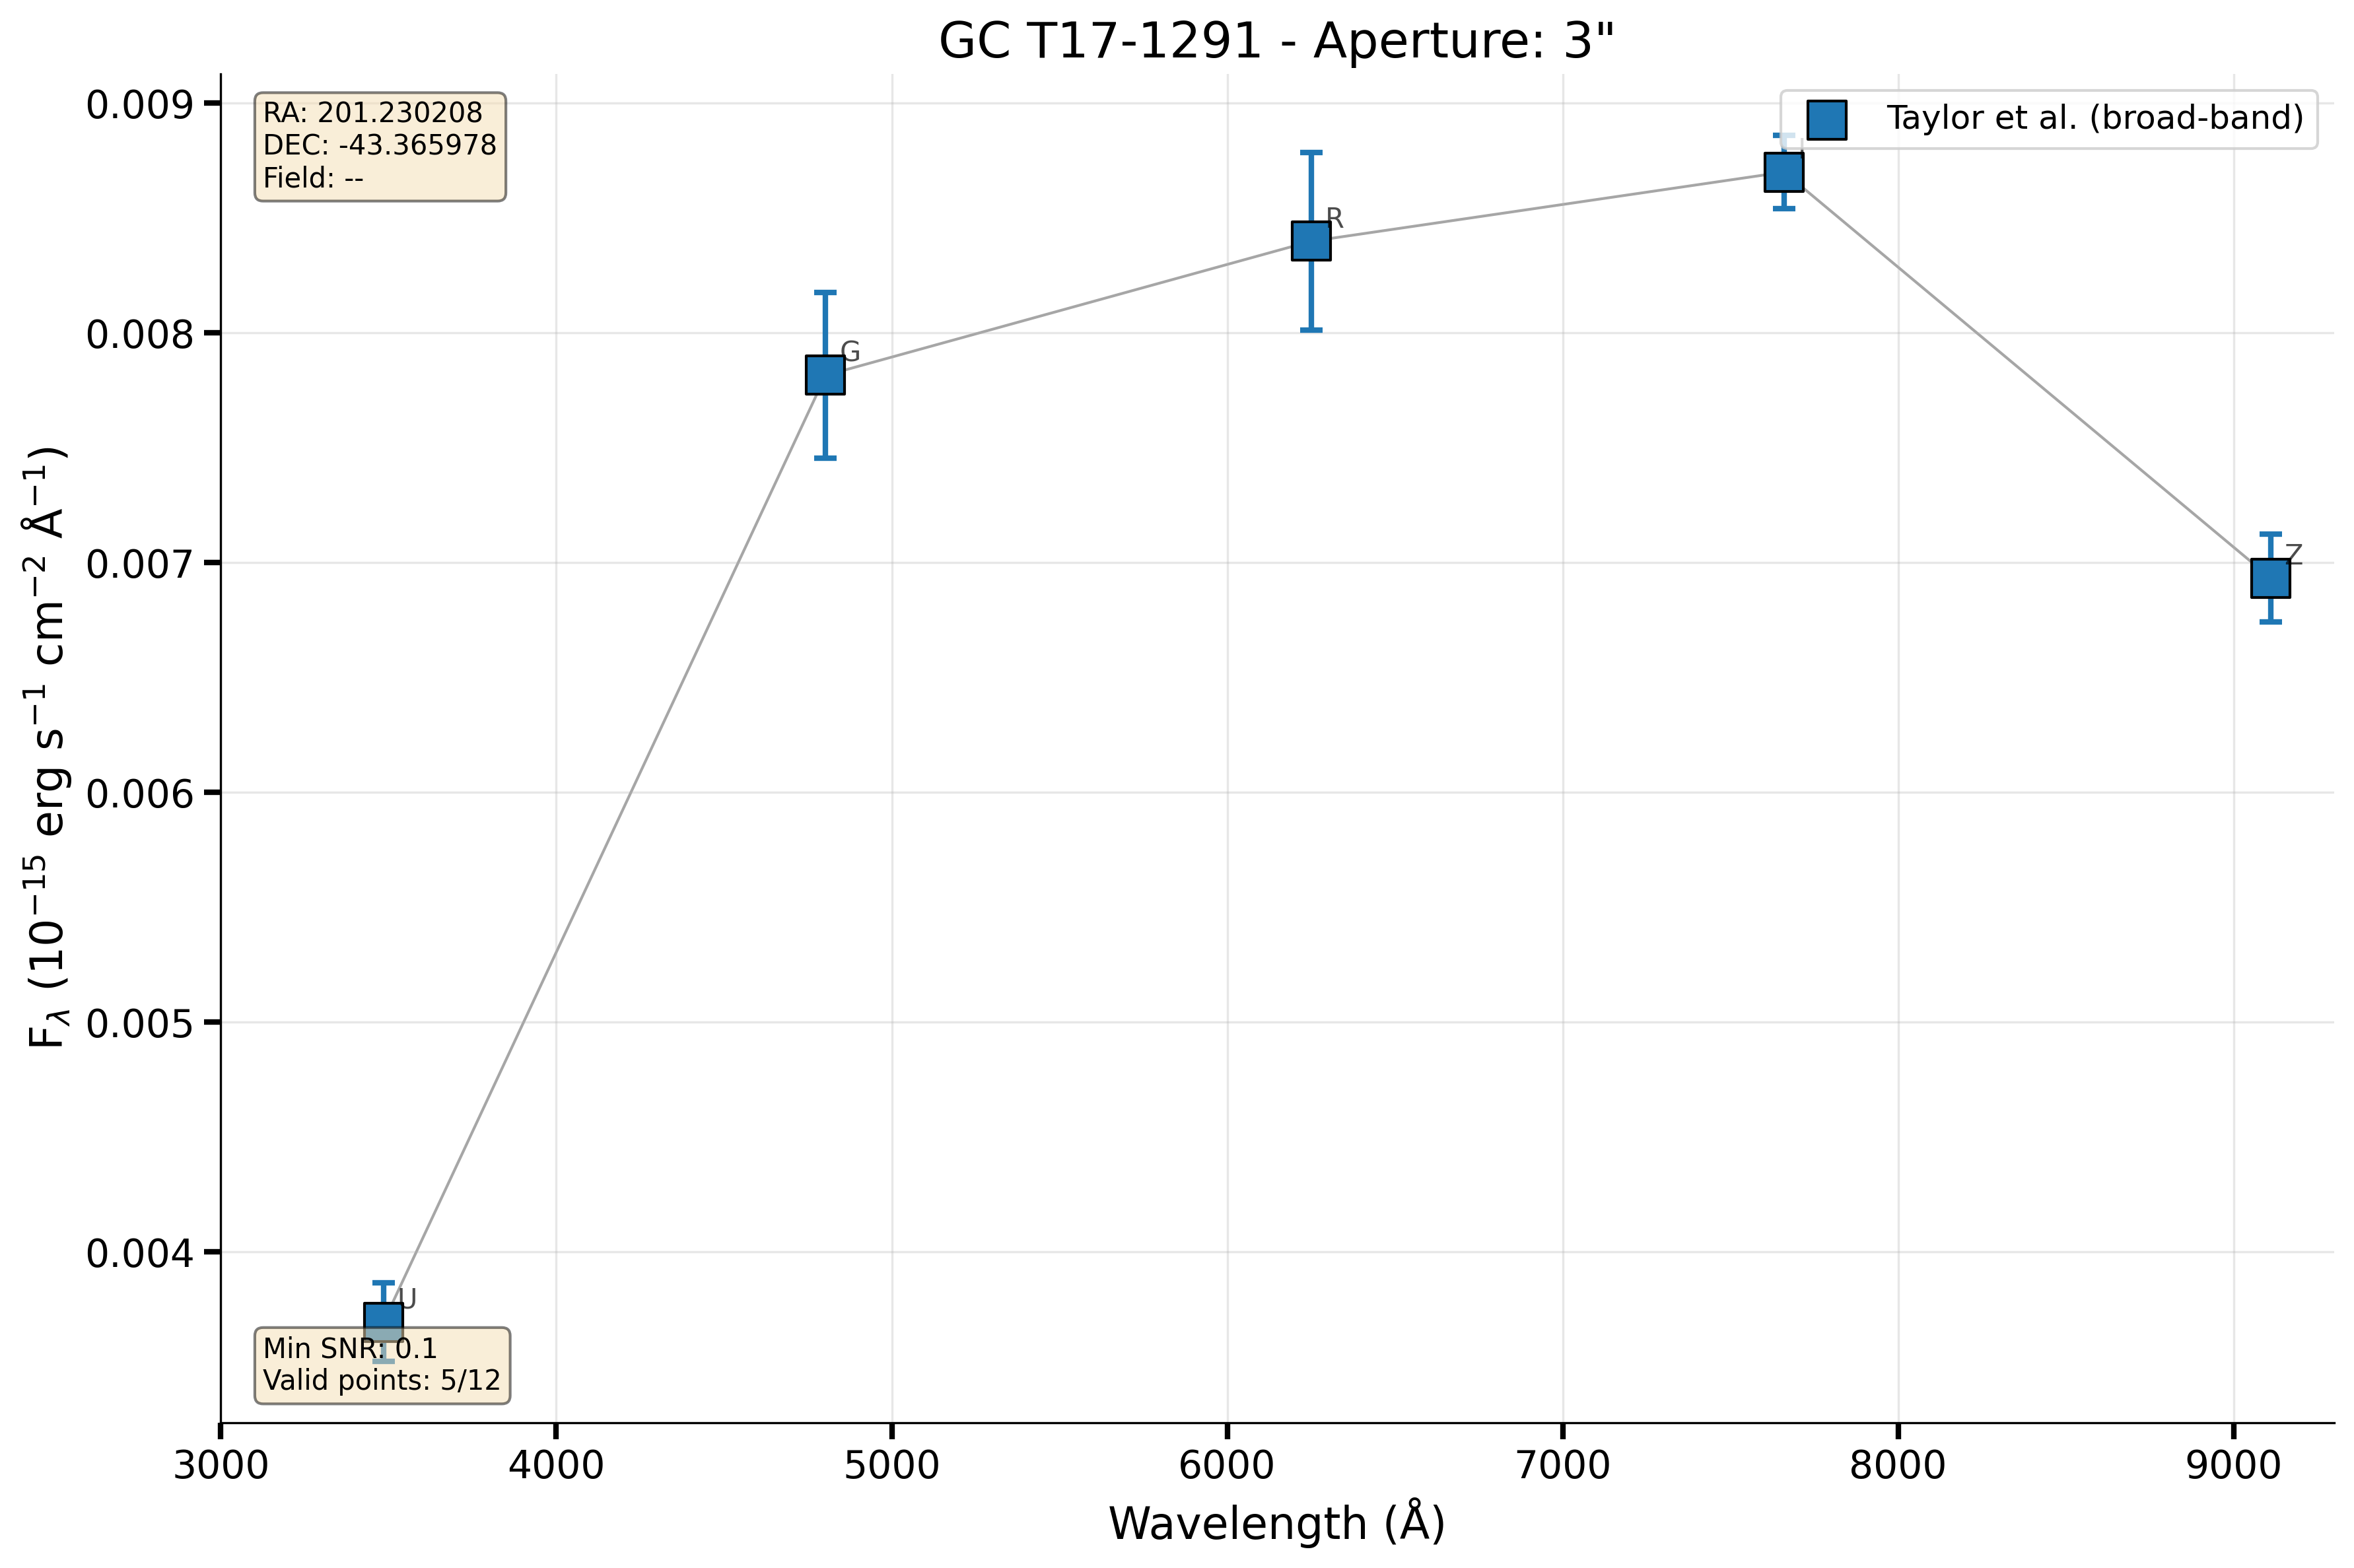 GC T17-1291 - Aperture: 3"
RA: 201.230208
DEC: -43.365978
Field: --
Taylor et al. (broad-band)
0.009
0.008
0.007
0.006
0.005
0.004
F_λ (10⁻¹⁵ erg s⁻¹ cm⁻² Å⁻¹)
U
G
R
Z
Min SNR: 0.1
Valid points: 5/12
3000 4000 5000 6000 7000 8000 9000
Wavelength (Å)